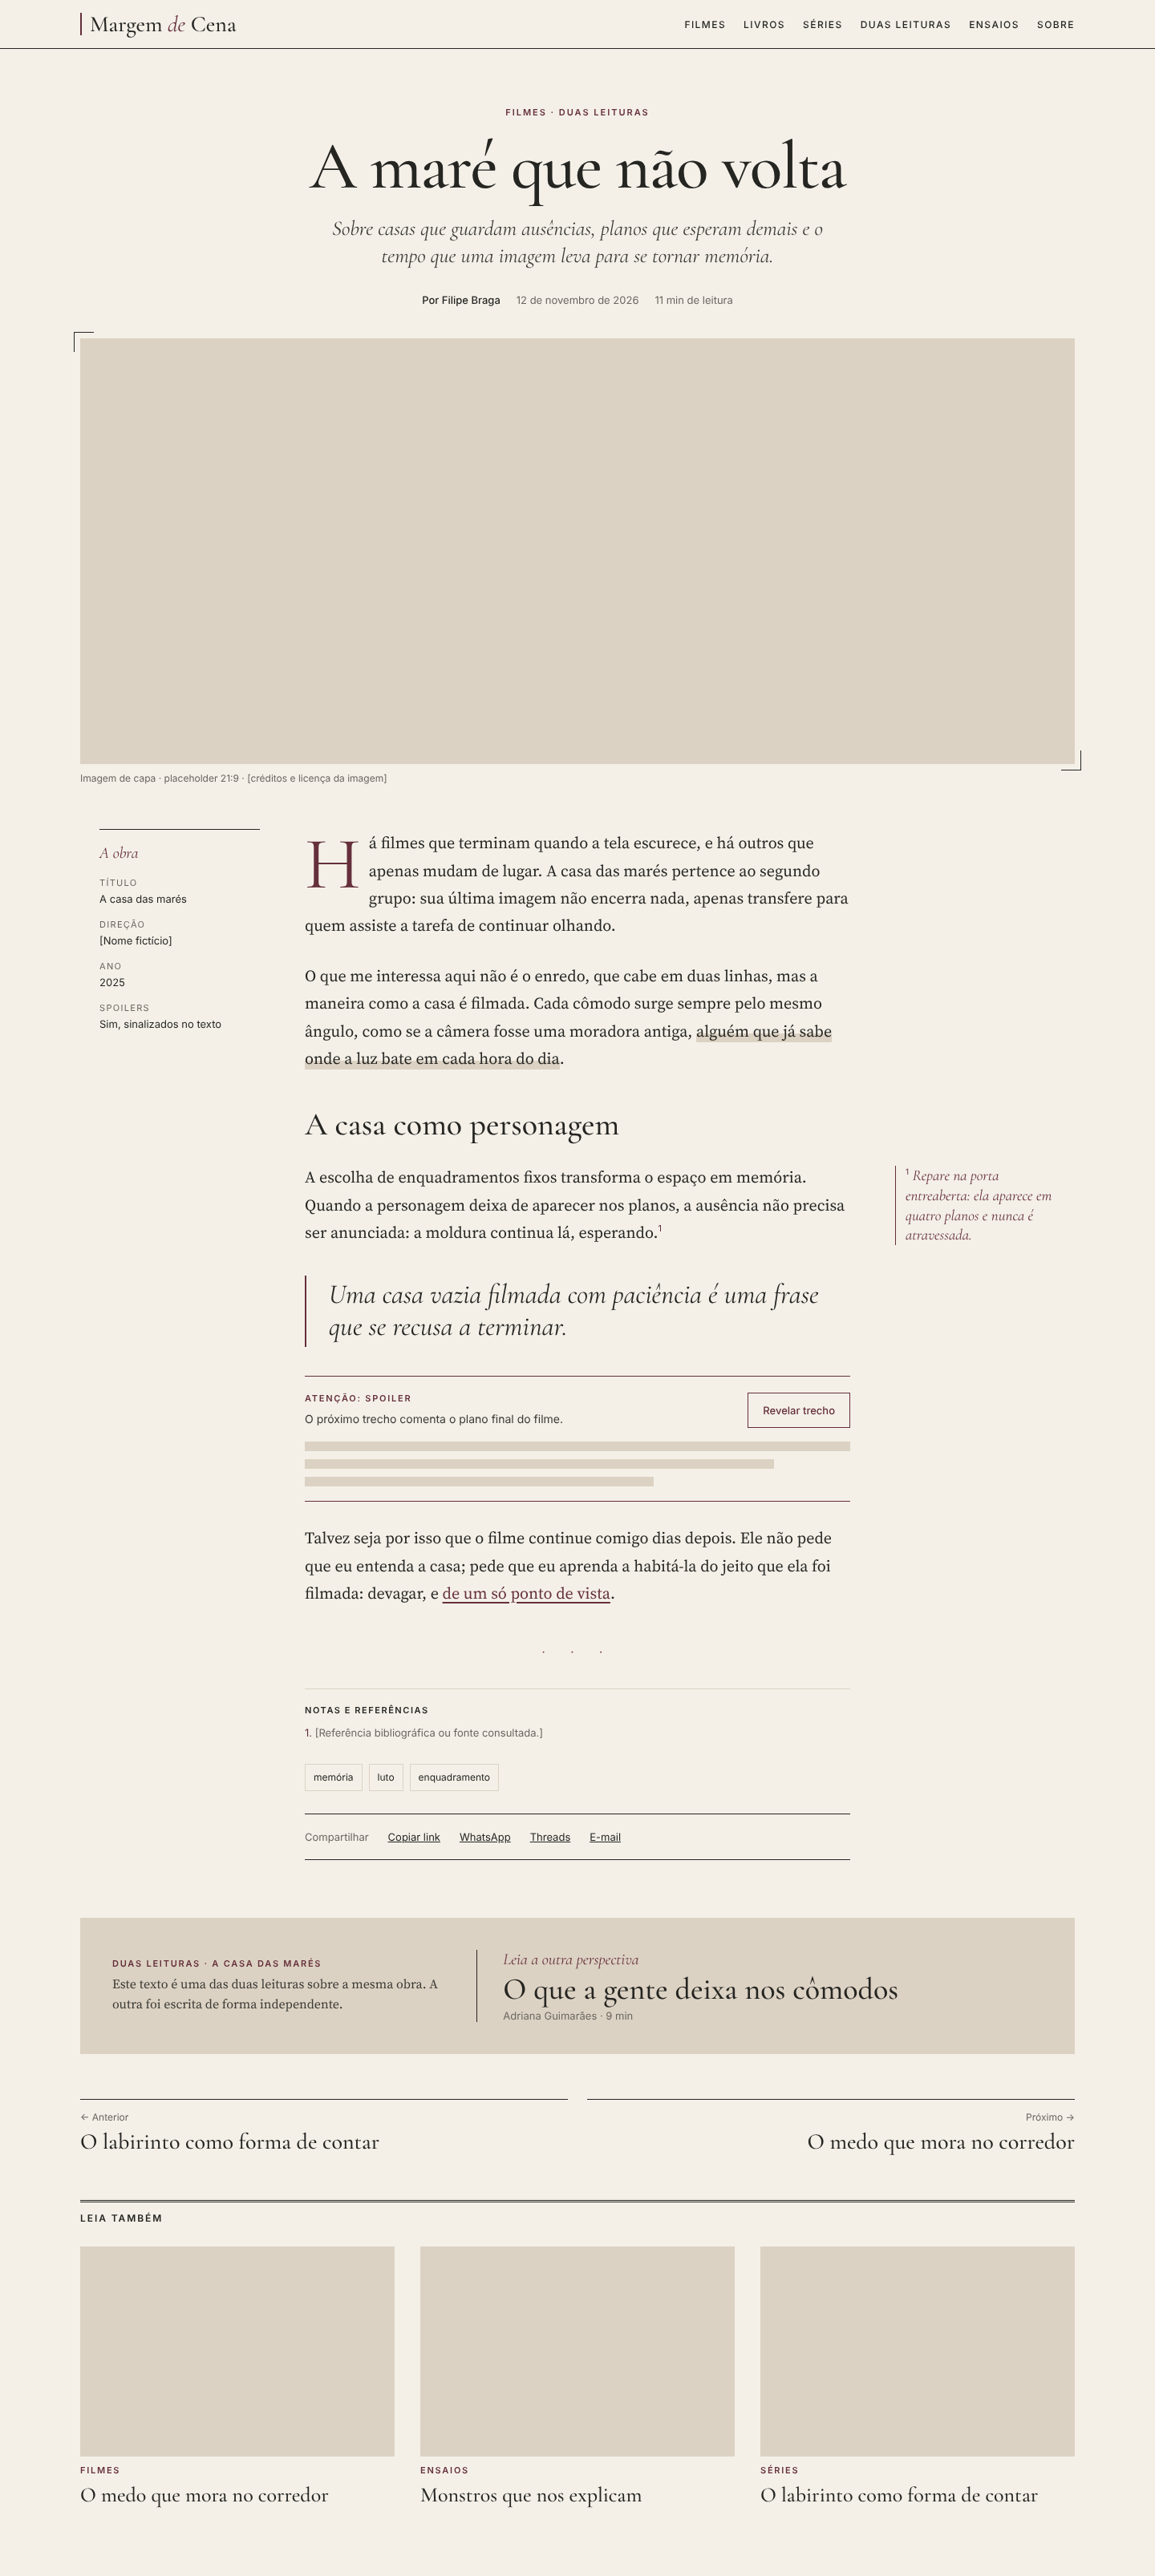 Margem de Cena
FILMES LIVROS SÉRIES DUAS LEITURAS ENSAIOS SOBRE
FILMES · DUAS LEITURAS
A maré que não volta
Sobre casas que guardam ausências, planos que esperam demais e o
tempo que uma imagem leva para se tornar memória.
Por Filipe Braga 12 de novembro de 2026 11 min de leitura
Imagem de capa · placeholder 21:9 · [créditos e licença da imagem]
A obra
TÍTULO
A casa das marés
DIREÇÃO
[Nome fictício]
ANO
2025
SPOILERS
Sim, sinalizados no texto
Há filmes que terminam quando a tela escurece, e há outros que
apenas mudam de lugar. A casa das marés pertence ao segundo
grupo: sua última imagem não encerra nada, apenas transfere para
quem assiste a tarefa de continuar olhando.
O que me interessa aqui não é o enredo, que cabe em duas linhas, mas a
maneira como a casa é filmada. Cada cômodo surge sempre pelo mesmo
ângulo, como se a câmera fosse uma moradora antiga, alguém que já sabe
onde a luz bate em cada hora do dia.
A casa como personagem
A escolha de enquadramentos fixos transforma o espaço em memória.
Quando a personagem deixa de aparecer nos planos, a ausência não precisa
ser anunciada: a moldura continua lá, esperando.¹
¹ Repare na porta
entreaberta: ela aparece em
quatro planos e nunca é
atravessada.
Uma casa vazia filmada com paciência é uma frase
que se recusa a terminar.
ATENÇÃO: SPOILER
O próximo trecho comenta o plano final do filme.
Revelar trecho
Talvez seja por isso que o filme continue comigo dias depois. Ele não pede
que eu entenda a casa; pede que eu aprenda a habitá-la do jeito que ela foi
filmada: devagar, e de um só ponto de vista.
· · ·
NOTAS E REFERÊNCIAS
1. [Referência bibliográfica ou fonte consultada.]
memória luto enquadramento
Compartilhar Copiar link WhatsApp Threads E-mail
DUAS LEITURAS · A CASA DAS MARÉS
Este texto é uma das duas leituras sobre a mesma obra. A
outra foi escrita de forma independente.
Leia a outra perspectiva
O que a gente deixa nos cômodos
Adriana Guimarães · 9 min
← Anterior
O labirinto como forma de contar
Próximo →
O medo que mora no corredor
LEIA TAMBÉM
FILMES
O medo que mora no corredor
ENSAIOS
Monstros que nos explicam
SÉRIES
O labirinto como forma de contar